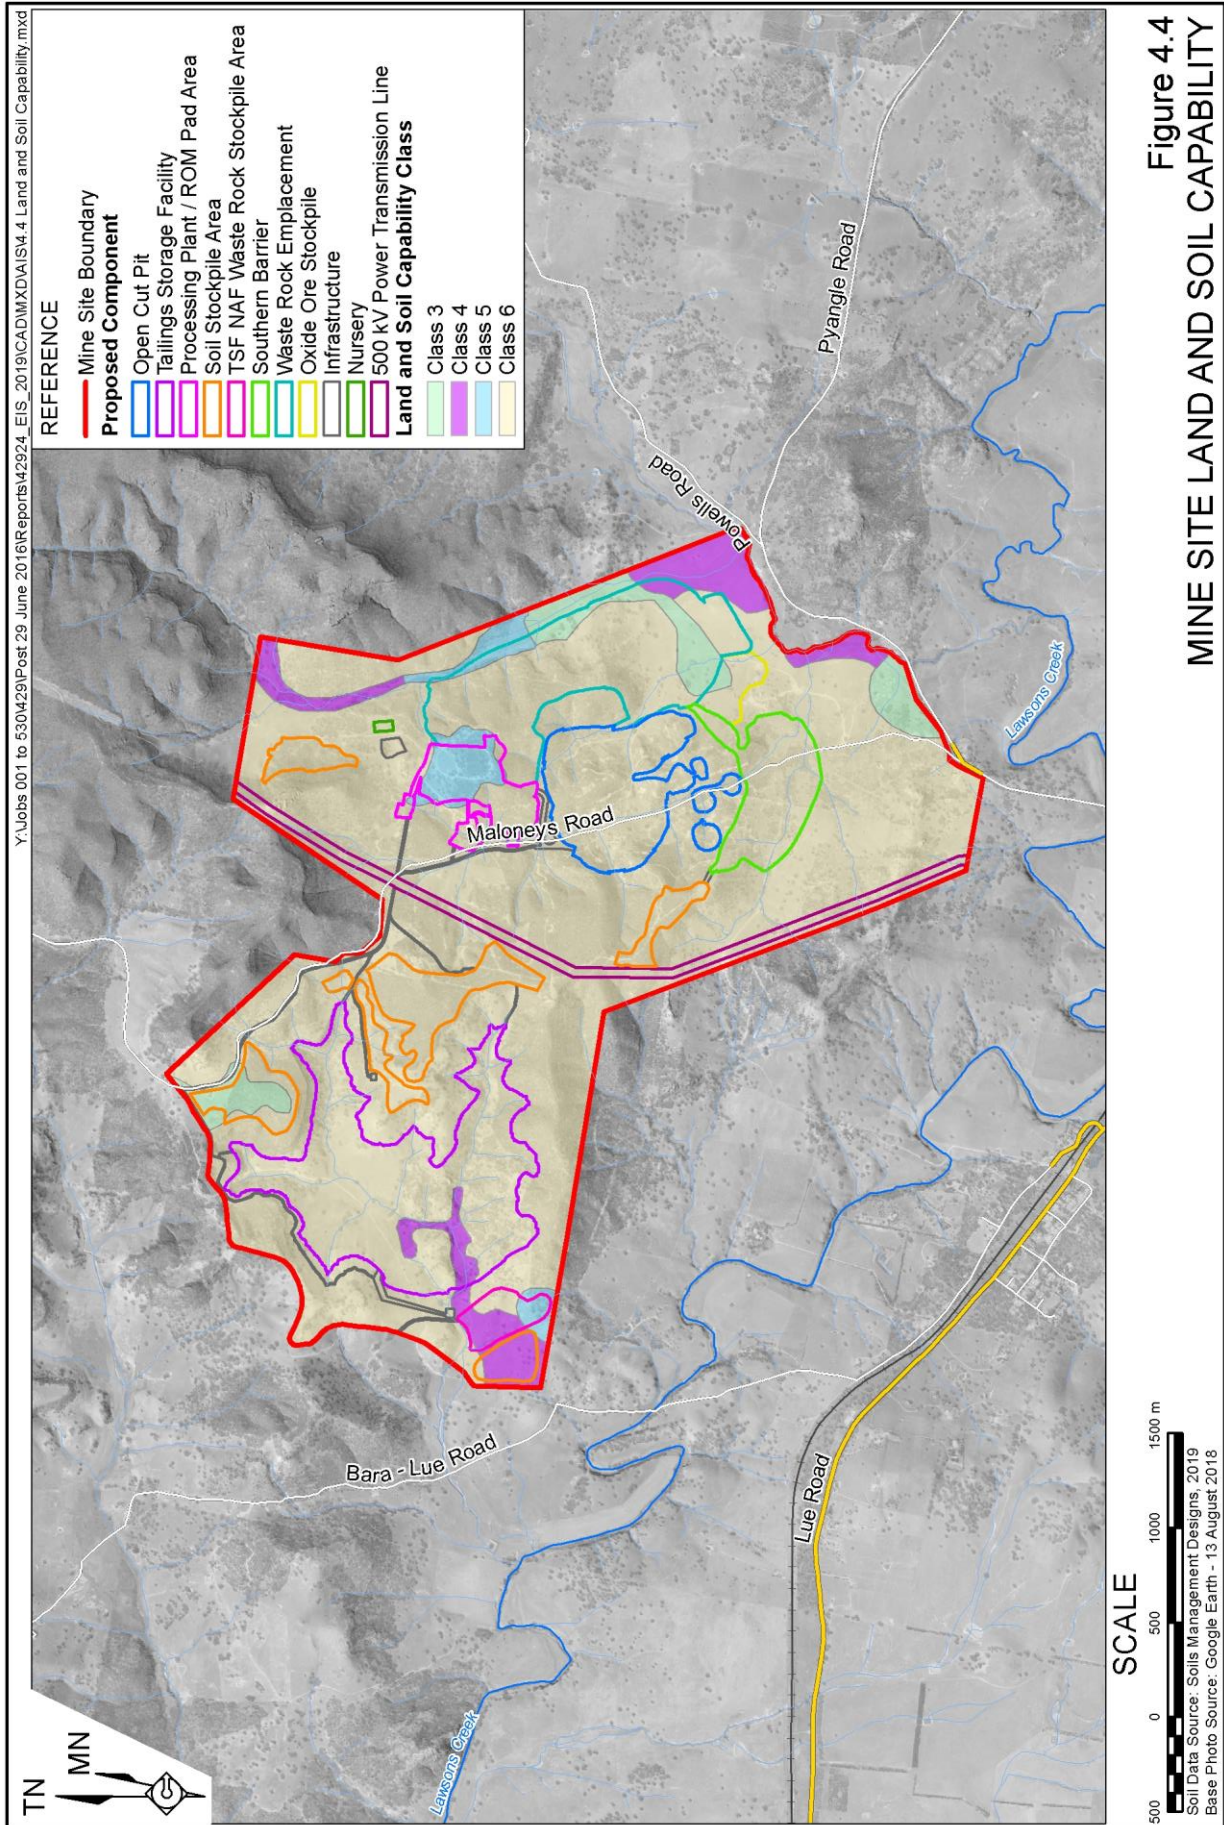 Y:\Jobs 001 to 530\429\Post 29 June 2016\Reports\42924_EIS_2019\CAD\MXD\AIS\4.4 Land and Soil Capability.mxd
TN
MN
REFERENCE
Mine Site Boundary
Proposed Component
Open Cut Pit
Tailings Storage Facility
Processing Plant / ROM Pad Area
Soil Stockpile Area
TSF NAF Waste Rock Stockpile Area
Southern Barrier
Waste Rock Emplacement
Oxide Ore Stockpile
Infrastructure
Nursery
500 kV Power Transmission Line
Land and Soil Capability Class
Class 3
Class 4
Class 5
Class 6
Bara - Lue Road
Maloneys Road
Powells Road
Pyangle Road
Lawsons Creek
Lawsons Creek
Lue Road
SCALE
500 0 500 1000 1500 m
Soil Data Source: Soils Management Designs, 2019
Base Photo Source: Google Earth - 13 August 2018
Figure 4.4
MINE SITE LAND AND SOIL CAPABILITY